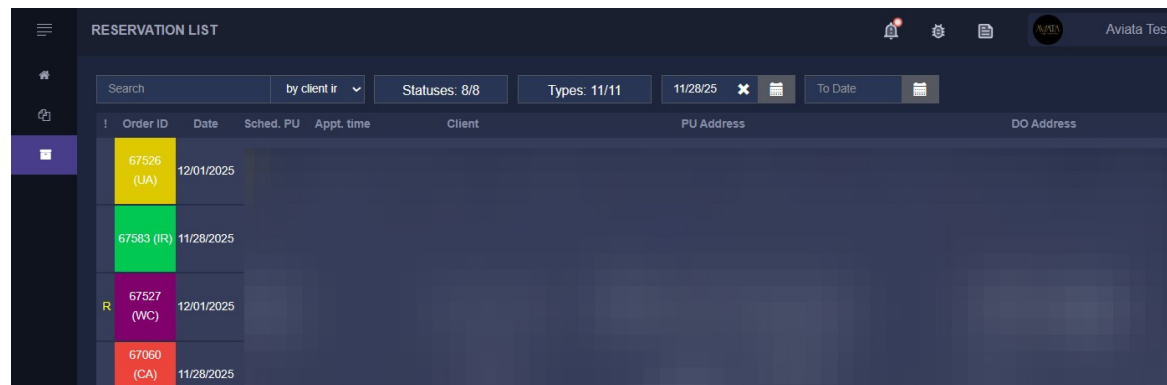 RESERVATION LIST
AVIATA
Aviata Tes
Search
by client ir
Statuses: 8/8
Types: 11/11
11/28/25
To Date
! Order ID Date Sched. PU Appt. time Client PU Address DO Address
67526
(UA)
12/01/2025
67583 (IR) 11/28/2025
R
67527
(WC)
12/01/2025
67060
(CA)
11/28/2025